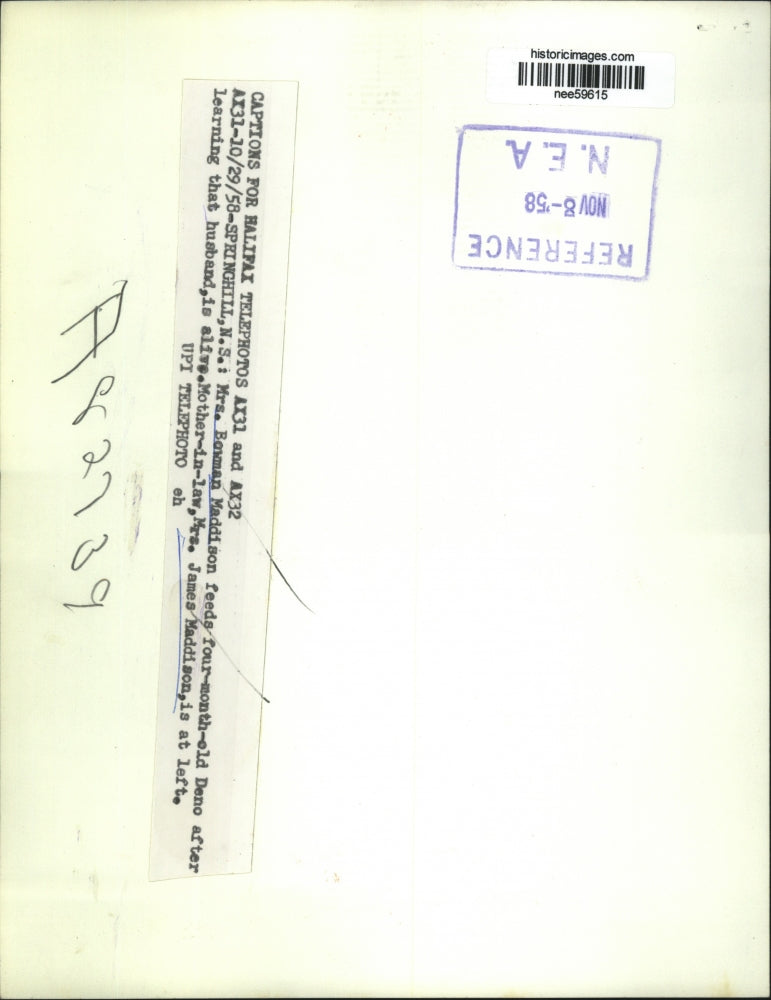 historicimages.com
nee59615
REFERENCE
NOV 8-'58
N. E. A.
CAPTIONS FOR HALIFAX TELEPHOTOS AX31 and AX32
AX31-10/29/58-SPRINGHILL,N.S.: Mrs. Bowman Maddison feeds four-month-old Deno after
learning that husband,is alive.Mother-in-law,Mrs. James Maddison,is at left.
UPI TELEPHOTO eh